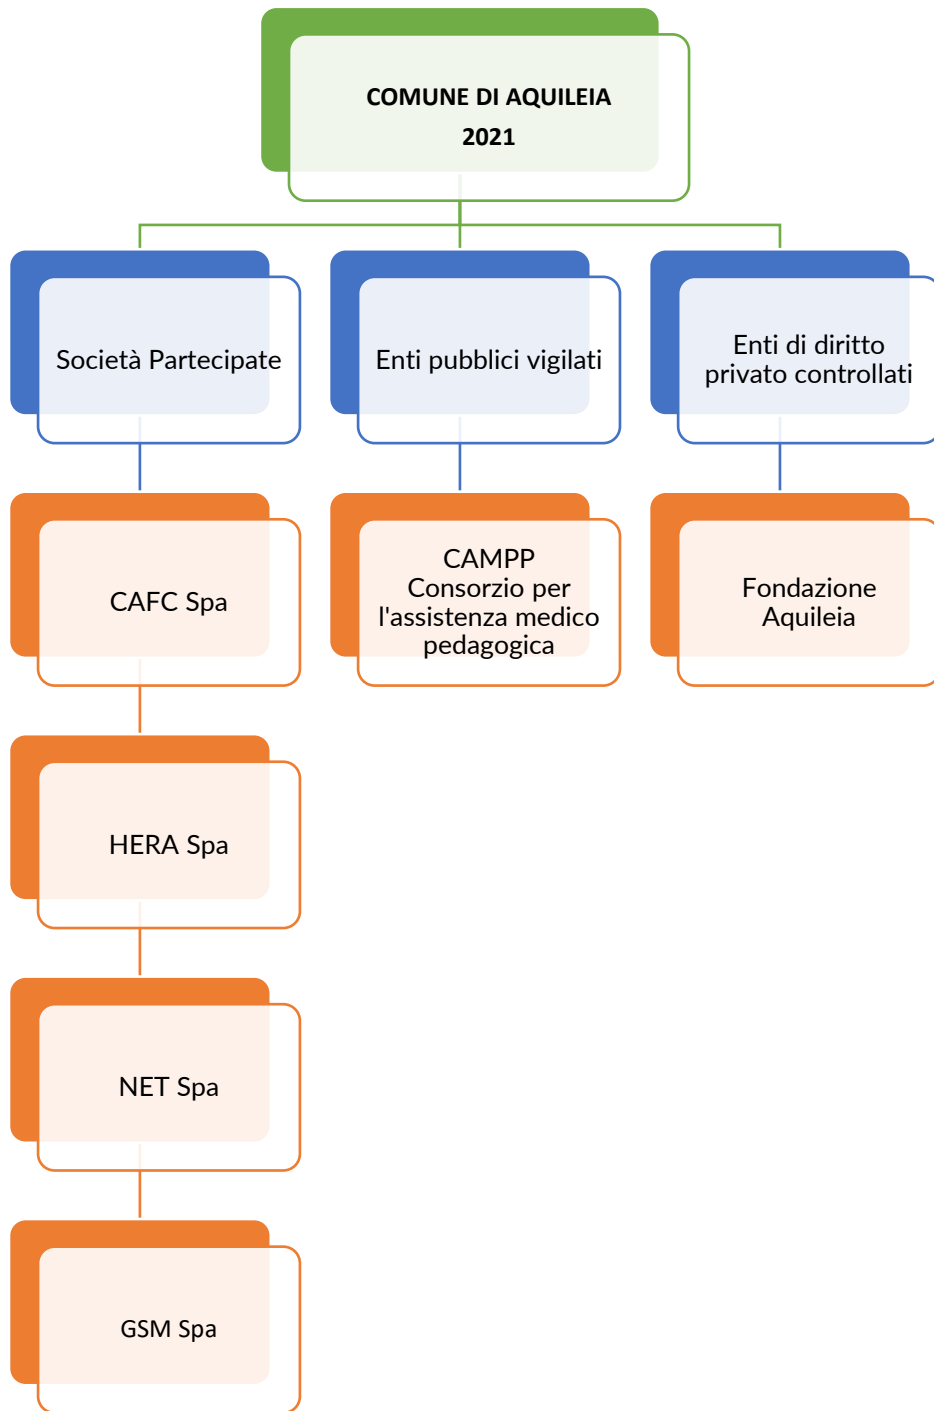 COMUNE DI AQUILEIA
2021
Società Partecipate
Enti pubblici vigilati
Enti di diritto
privato controllati
CAFC Spa
CAMPP
Consorzio per
l'assistenza medico
pedagogica
Fondazione
Aquileia
HERA Spa
NET Spa
GSM Spa